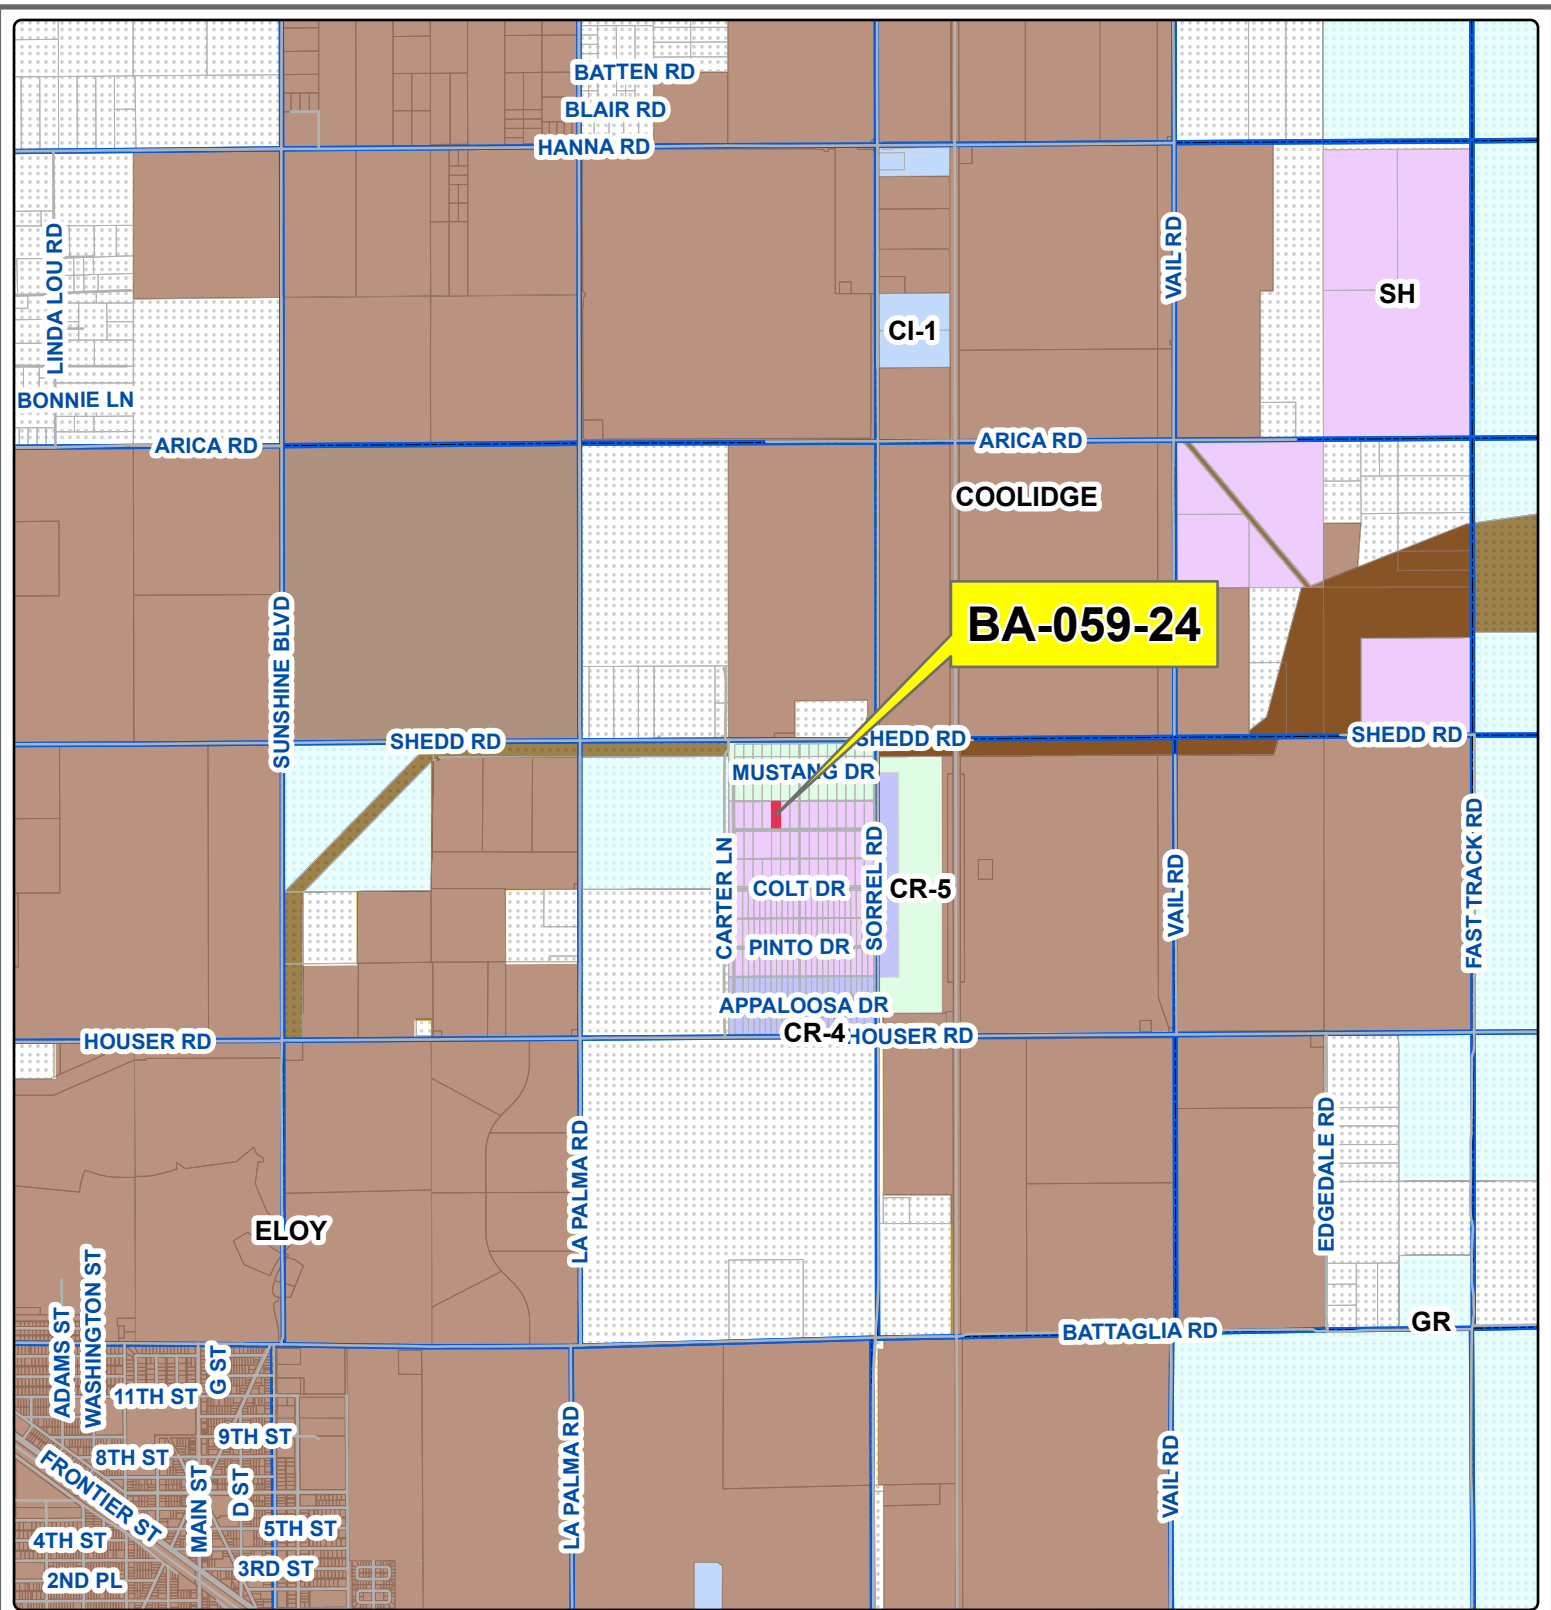 BATTEN RD
BLAIR RD
HANNA RD
LINDA LOU RD
VAIL RD
SH
CI-1
BONNIE LN
ARICA RD
ARICA RD
COOLIDGE
BA-059-24
SUNSHINE BLVD
SHEDD RD
SHEDD RD
SHEDD RD
MUSTANG DR
CARTER LN
SORREL RD
VAIL RD
FAST TRACK RD
COLT DR
CR-5
PINTO DR
APPALOOSA DR
CR-4
HOUSER RD
HOUSER RD
LA PALMA RD
EDGEDALE RD
ELOY
ADAMS ST
WASHINGTON ST
G ST
BATTAGLIA RD
GR
11TH ST
9TH ST
8TH ST
FRONTIER ST
MAIN ST
D ST
LA PALMA RD
VAIL RD
5TH ST
4TH ST
3RD ST
2ND PL